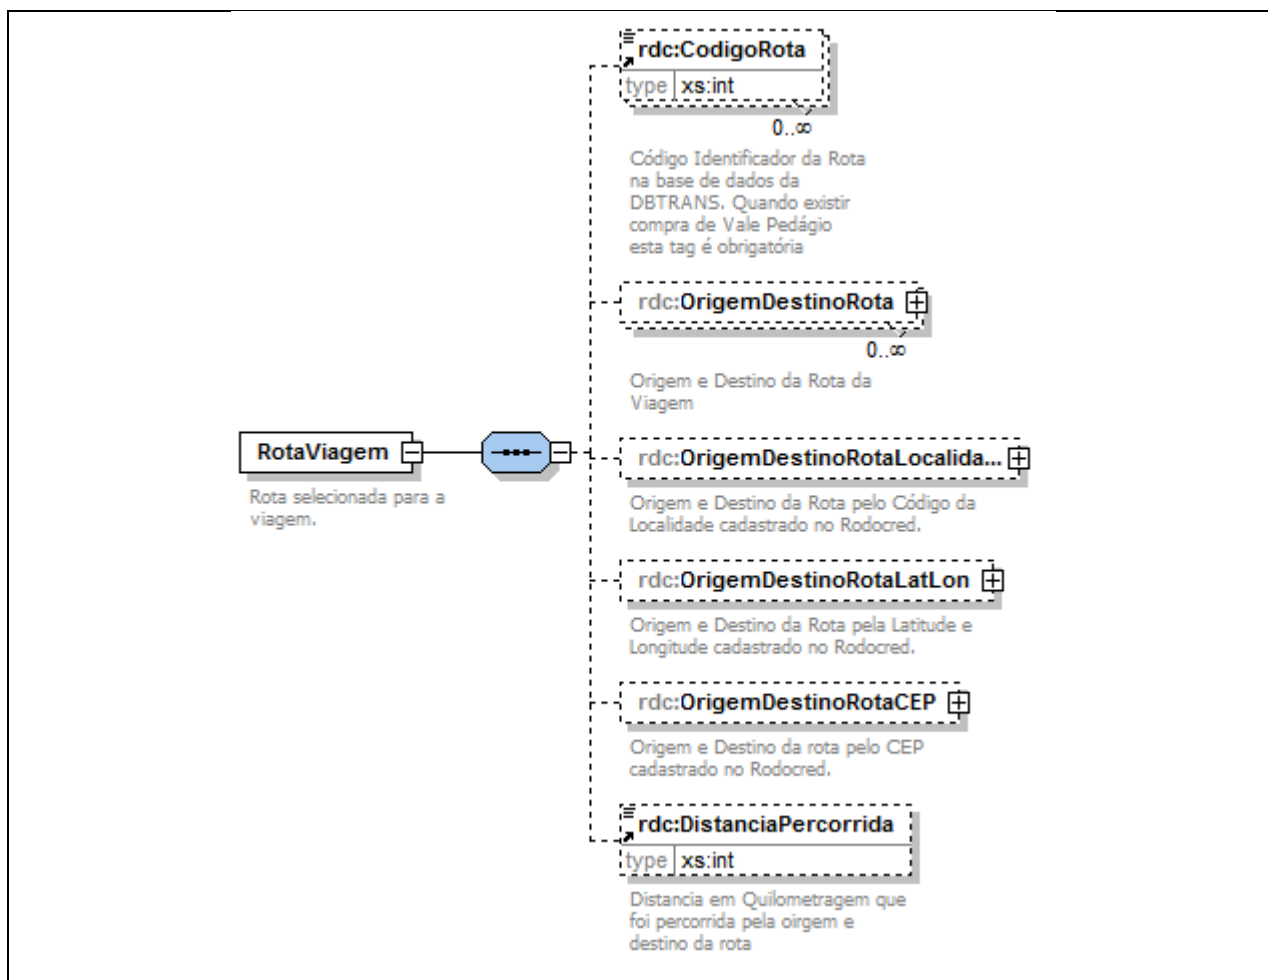 rdc:CodigoRota
type xs:int
0..∞
Código Identificador da Rota
na base de dados da
DBTRANS. Quando existir
compra de Vale Pedágio
esta tag é obrigatória
rdc:OrigemDestinoRota
0..∞
Origem e Destino da Rota da
Viagem
RotaViagem
Rota selecionada para a
viagem.
rdc:OrigemDestinoRotaLocalida...
Origem e Destino da Rota pelo Código da
Localidade cadastrado no Rodocred.
rdc:OrigemDestinoRotaLatLon
Origem e Destino da Rota pela Latitude e
Longitude cadastrado no Rodocred.
rdc:OrigemDestinoRotaCEP
Origem e Destino da rota pelo CEP
cadastrado no Rodocred.
rdc:DistanciaPercorrida
type xs:int
Distancia em Quilometragem que
foi percorrida pela oirgem e
destino da rota